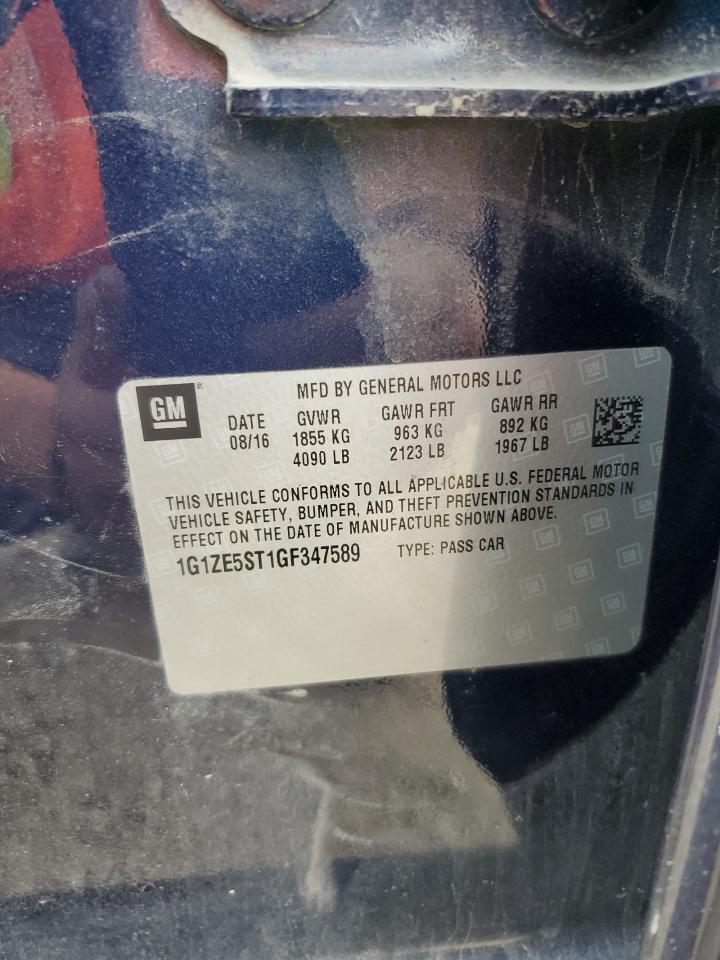 GM
MFD BY GENERAL MOTORS LLC
DATE GVWR GAWR FRT GAWR RR
08/16 1855 KG 963 KG 892 KG
4090 LB 2123 LB 1967 LB
THIS VEHICLE CONFORMS TO ALL APPLICABLE U.S. FEDERAL MOTOR
VEHICLE SAFETY, BUMPER, AND THEFT PREVENTION STANDARDS IN
EFFECT ON THE DATE OF MANUFACTURE SHOWN ABOVE.
1G1ZE5ST1GF347589 TYPE: PASS CAR